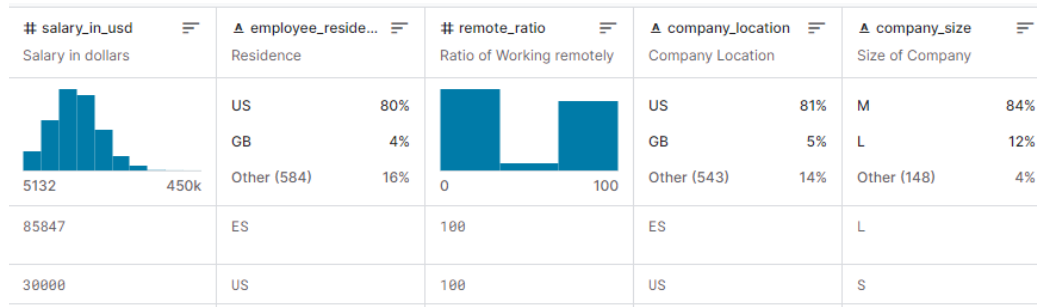 # salary_in_usd
Salary in dollars
5132 450k
85847
30000
A employee_reside...
Residence
US 80%
GB 4%
Other (584) 16%
ES
US
# remote_ratio
Ratio of Working remotely
0 100
100
100
A company_location
Company Location
US 81%
GB 5%
Other (543) 14%
ES
US
A company_size
Size of Company
M 84%
L 12%
Other (148) 4%
L
S